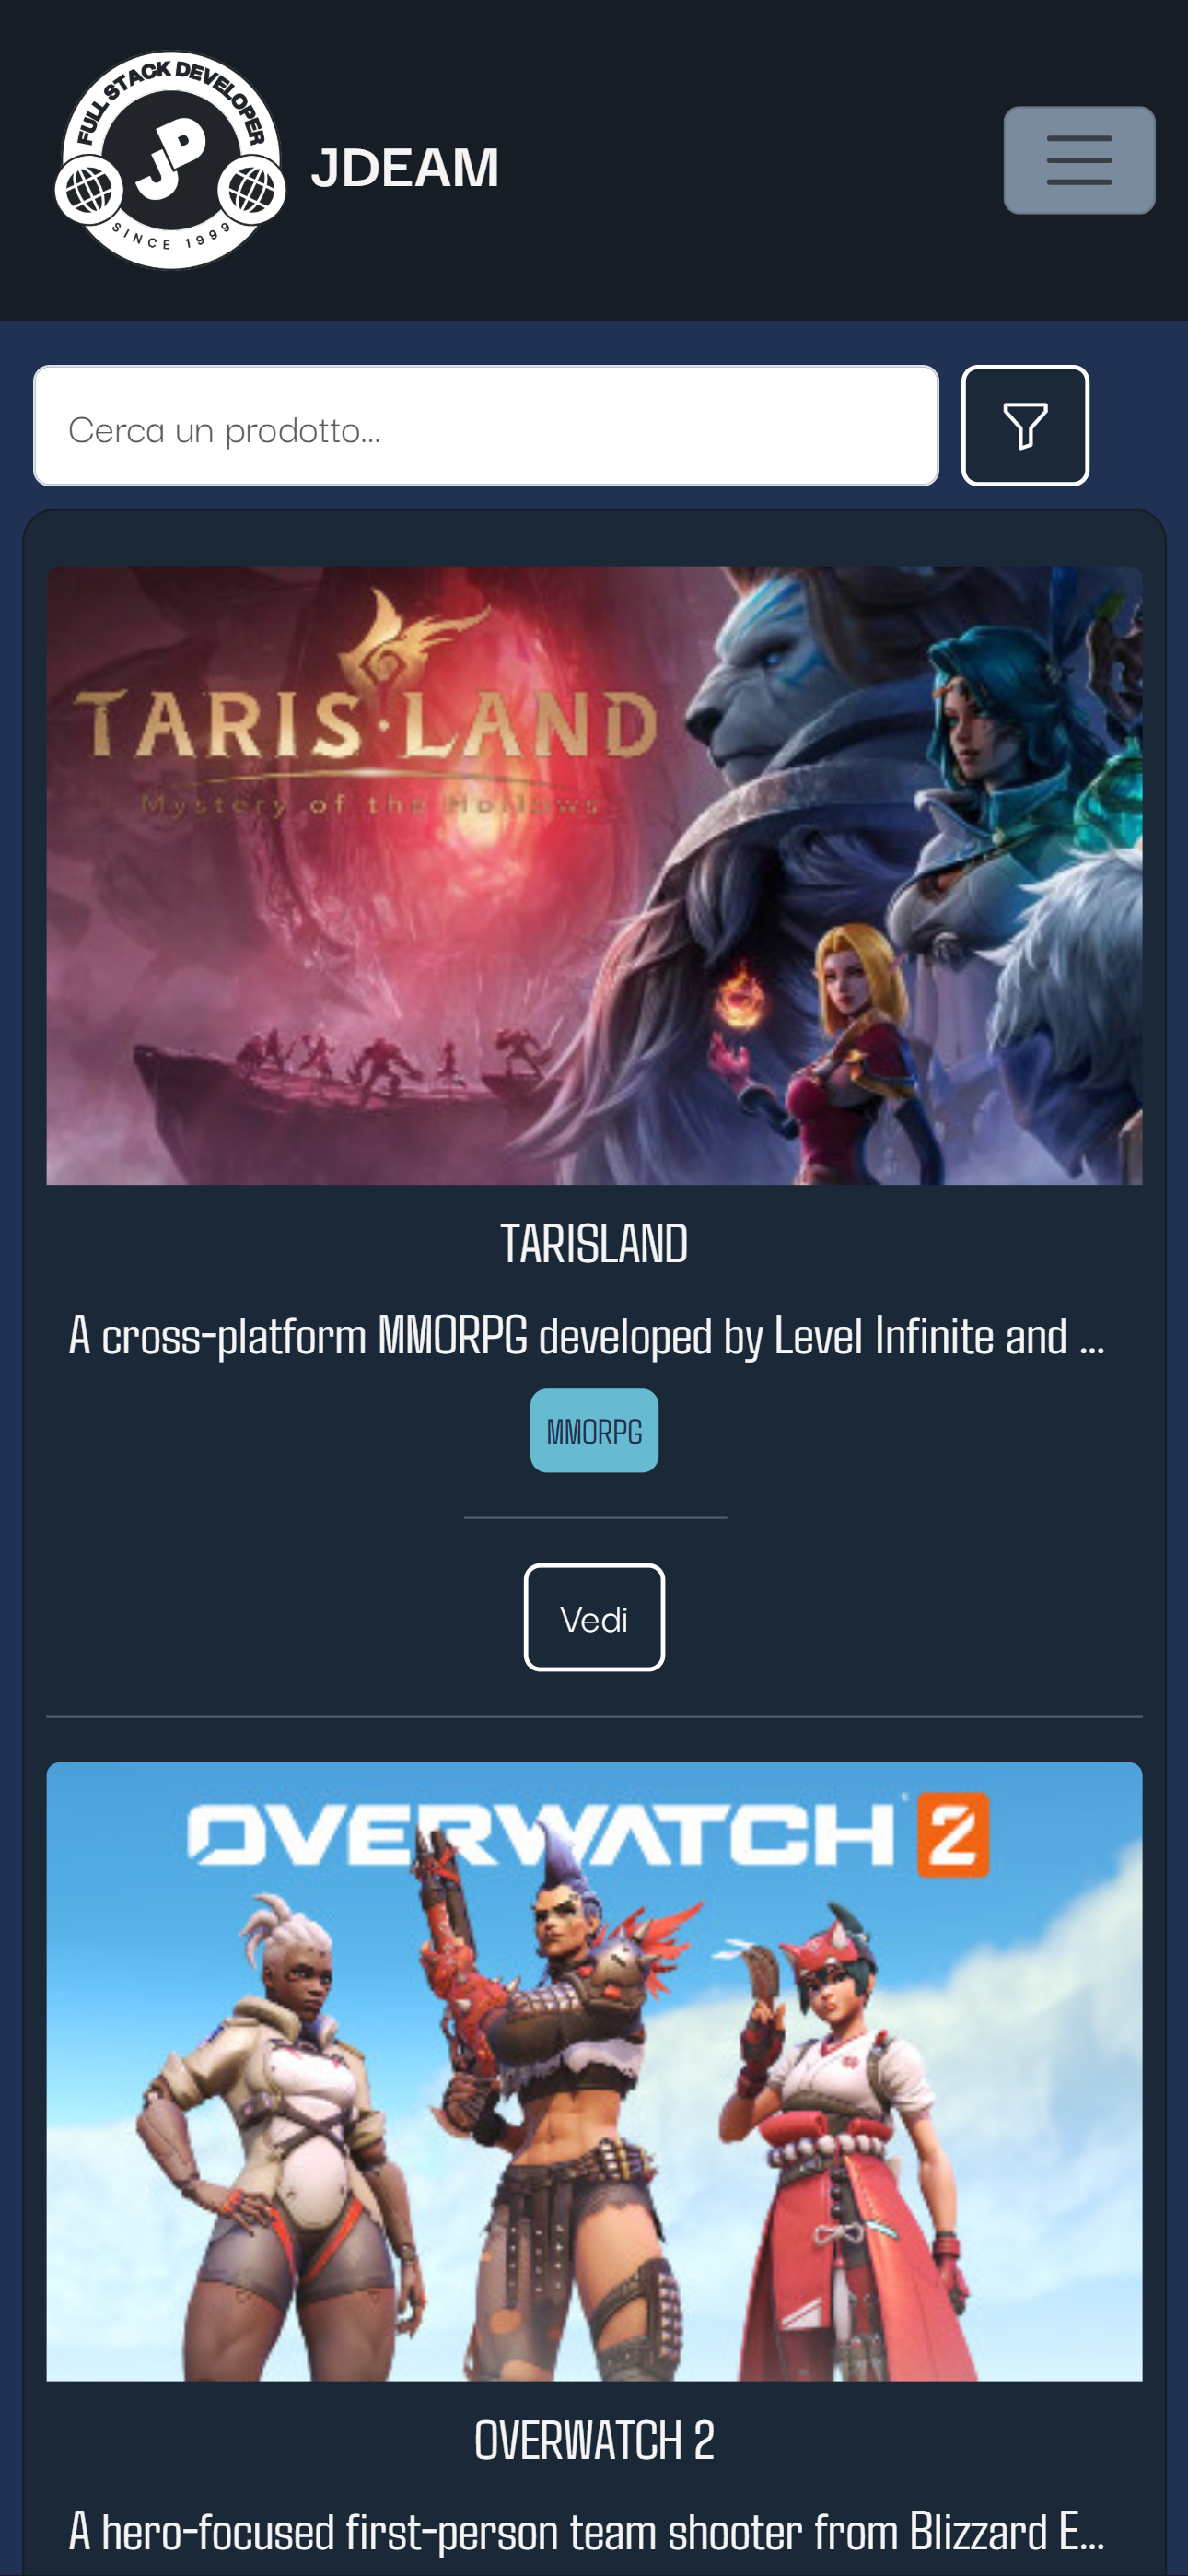 FULL STACK DEVELOPER
JD
SINCE 1999
JDEAM
Cerca un prodotto...
TARIS·LAND
Mystery of the Hollows
TARISLAND
A cross-platform MMORPG developed by Level Infinite and ...
MMORPG
Vedi
OVERWATCH 2
OVERWATCH 2
A hero-focused first-person team shooter from Blizzard E...